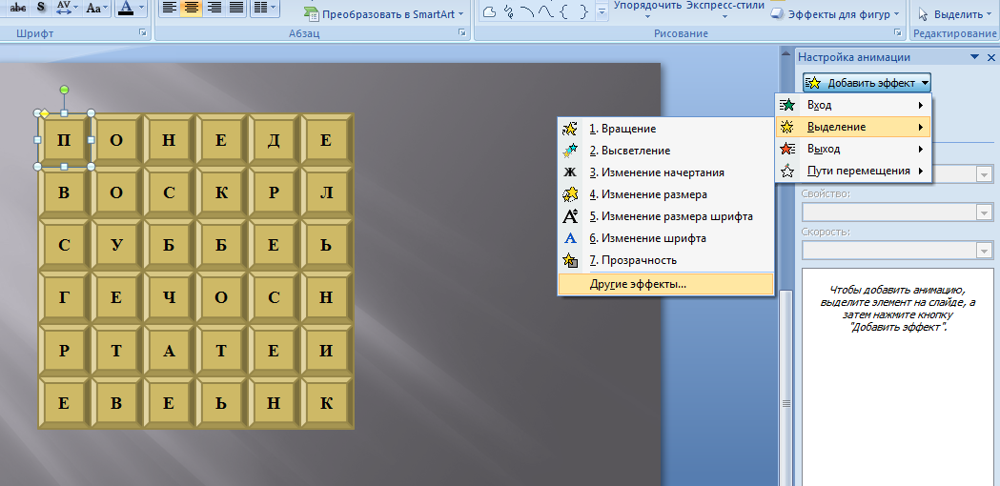 abc S AV Aa A
Преобразовать в SmartArt
Упорядочить Экспресс-стили
Эффекты для фигур
Выделить
Шрифт Абзац Рисование Редактирование
Настройка анимации
Добавить эффект
Вход
Выделение
Выход
Пути перемещения
1. Вращение
2. Высветление
Ж 3. Изменение начертания
4. Изменение размера
A 5. Изменение размера шрифта
A 6. Изменение шрифта
7. Прозрачность
Другие эффекты...
Свойство:
Скорость:
Чтобы добавить анимацию,
выделите элемент на слайде, а
затем нажмите кнопку
"Добавить эффект".
П О Н Е Д Е
В О С К Р Л
С У Б Б Е Ь
Г Е Ч О С Н
Р Т А Т Е И
Е В Е Ь Н К